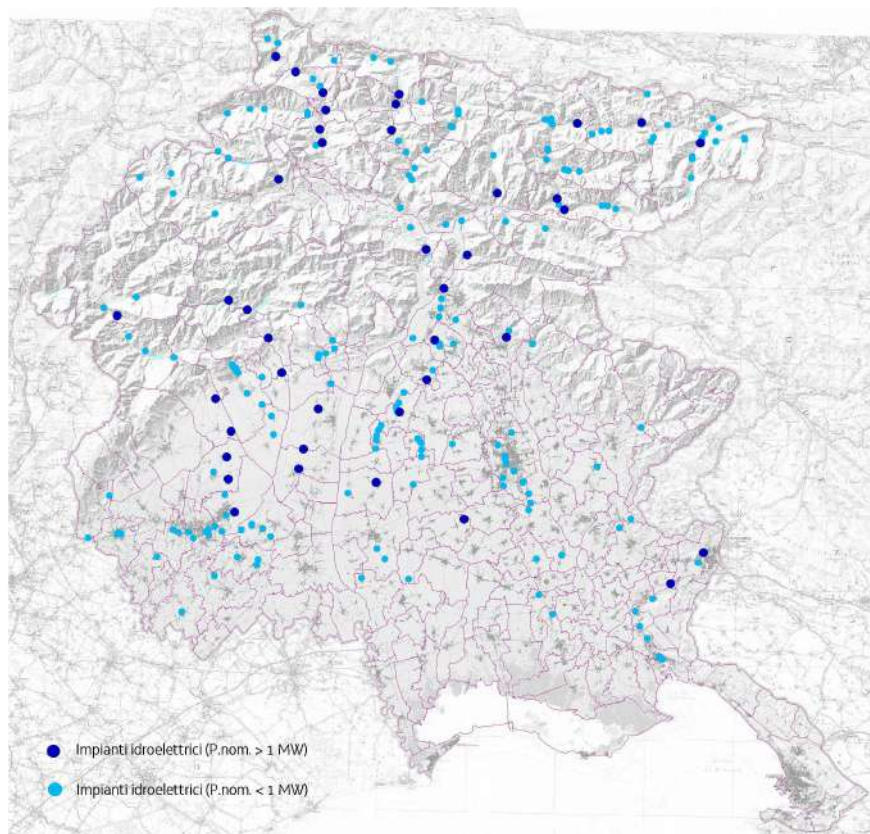 Impianti idroelettrici (P.nom. > 1 MW)
Impianti idroelettrici (P.nom. < 1 MW)